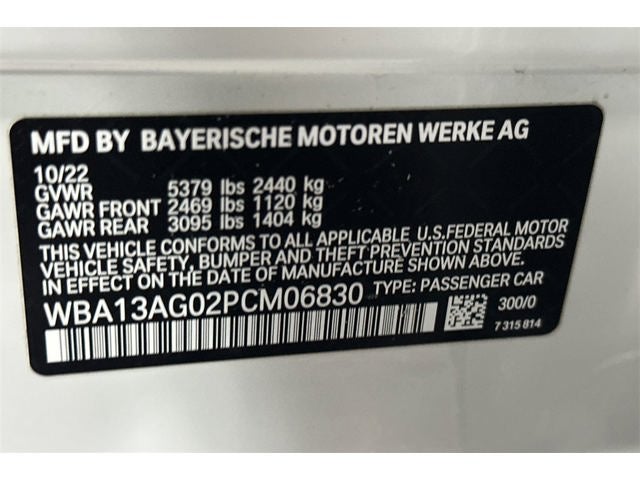 MFD BY BAYERISCHE MOTOREN WERKE AG
10/22
GVWR 5379 lbs 2440 kg
GAWR FRONT 2469 lbs 1120 kg
GAWR REAR 3095 lbs 1404 kg
THIS VEHICLE CONFORMS TO ALL APPLICABLE U.S.FEDERAL MOTOR
VEHICLE SAFETY, BUMPER AND THEFT PREVENTION STANDARDS
IN EFFECT ON THE DATE OF MANUFACTURE SHOWN ABOVE.
WBA13AG02PCM06830 TYPE: PASSENGER CAR
300/0
7 315 814